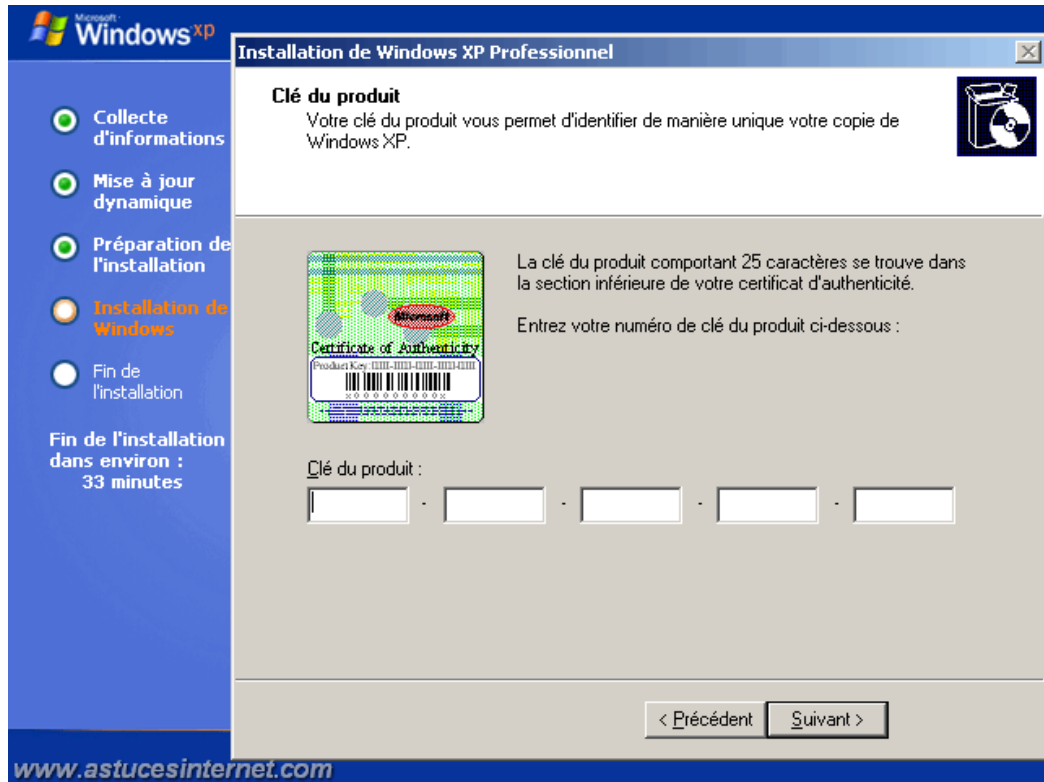 Microsoft
Windows xp
Installation de Windows XP Professionnel
Clé du produit
Votre clé du produit vous permet d'identifier de manière unique votre copie de
Windows XP.
Collecte
d'informations
Mise à jour
dynamique
Préparation de
l'installation
Installation de
Windows
Fin de
l'installation
Fin de l'installation
dans environ :
33 minutes
Microsoft
Certificate of Authenticity
Product Key:
La clé du produit comportant 25 caractères se trouve dans
la section inférieure de votre certificat d'authenticité.
Entrez votre numéro de clé du produit ci-dessous :
Clé du produit :
- - - -
< Précédent
Suivant >
www.astucesinternet.com